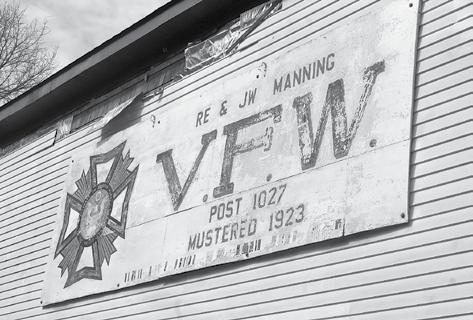 RE & JW MANNING
V.F.W.
POST 1027
MUSTERED 1923